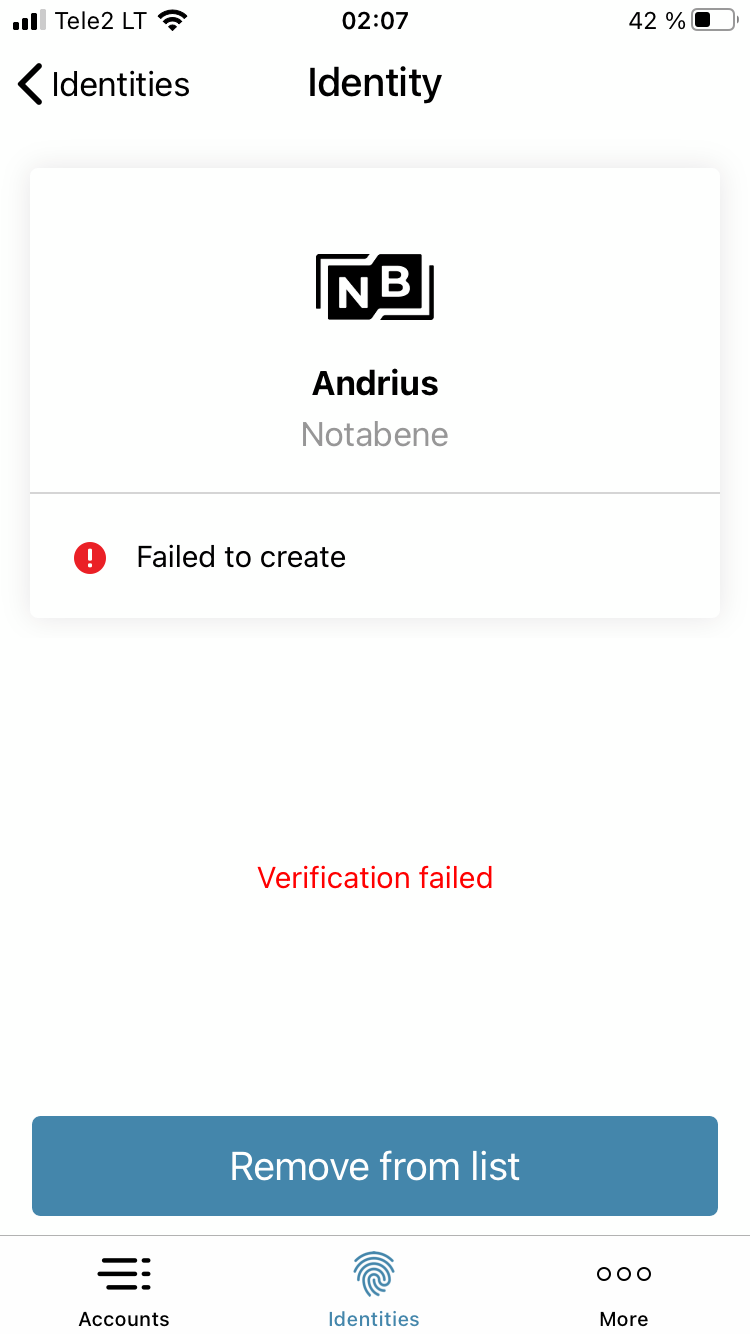 Tele2 LT 02:07 42 %
Identities Identity
NB
Andrius
Notabene
Failed to create
Verification failed
Remove from list
Accounts Identities More